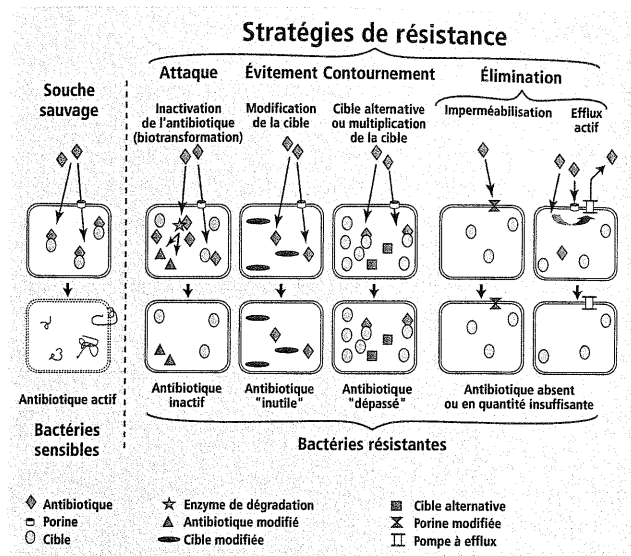 Stratégies de résistance
Souche
sauvage
Attaque
Évitement
Contournement
Élimination
Inactivation
de l'antibiotique
(biotransformation)
Modification
de la cible
Cible alternative
ou multiplication
de la cible
Imperméabilisation
Efflux
actif
Antibiotique actif
Antibiotique
inactif
Antibiotique
"inutile"
Antibiotique
"dépassé"
Antibiotique absent
ou en quantité insuffisante
Bactéries
sensibles
Bactéries résistantes
Antibiotique
Porine
Cible
Enzyme de dégradation
Antibiotique modifié
Cible modifiée
Cible alternative
Porine modifiée
Pompe à efflux